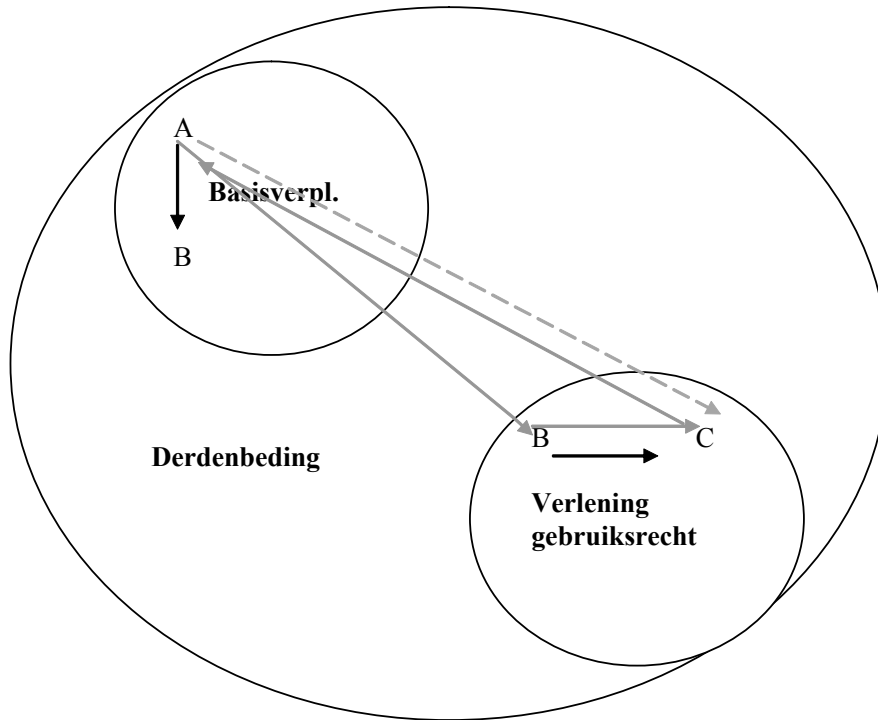 A
Basisverpl.
B
Derdenbeding
B C
Verlening
gebruiksrecht